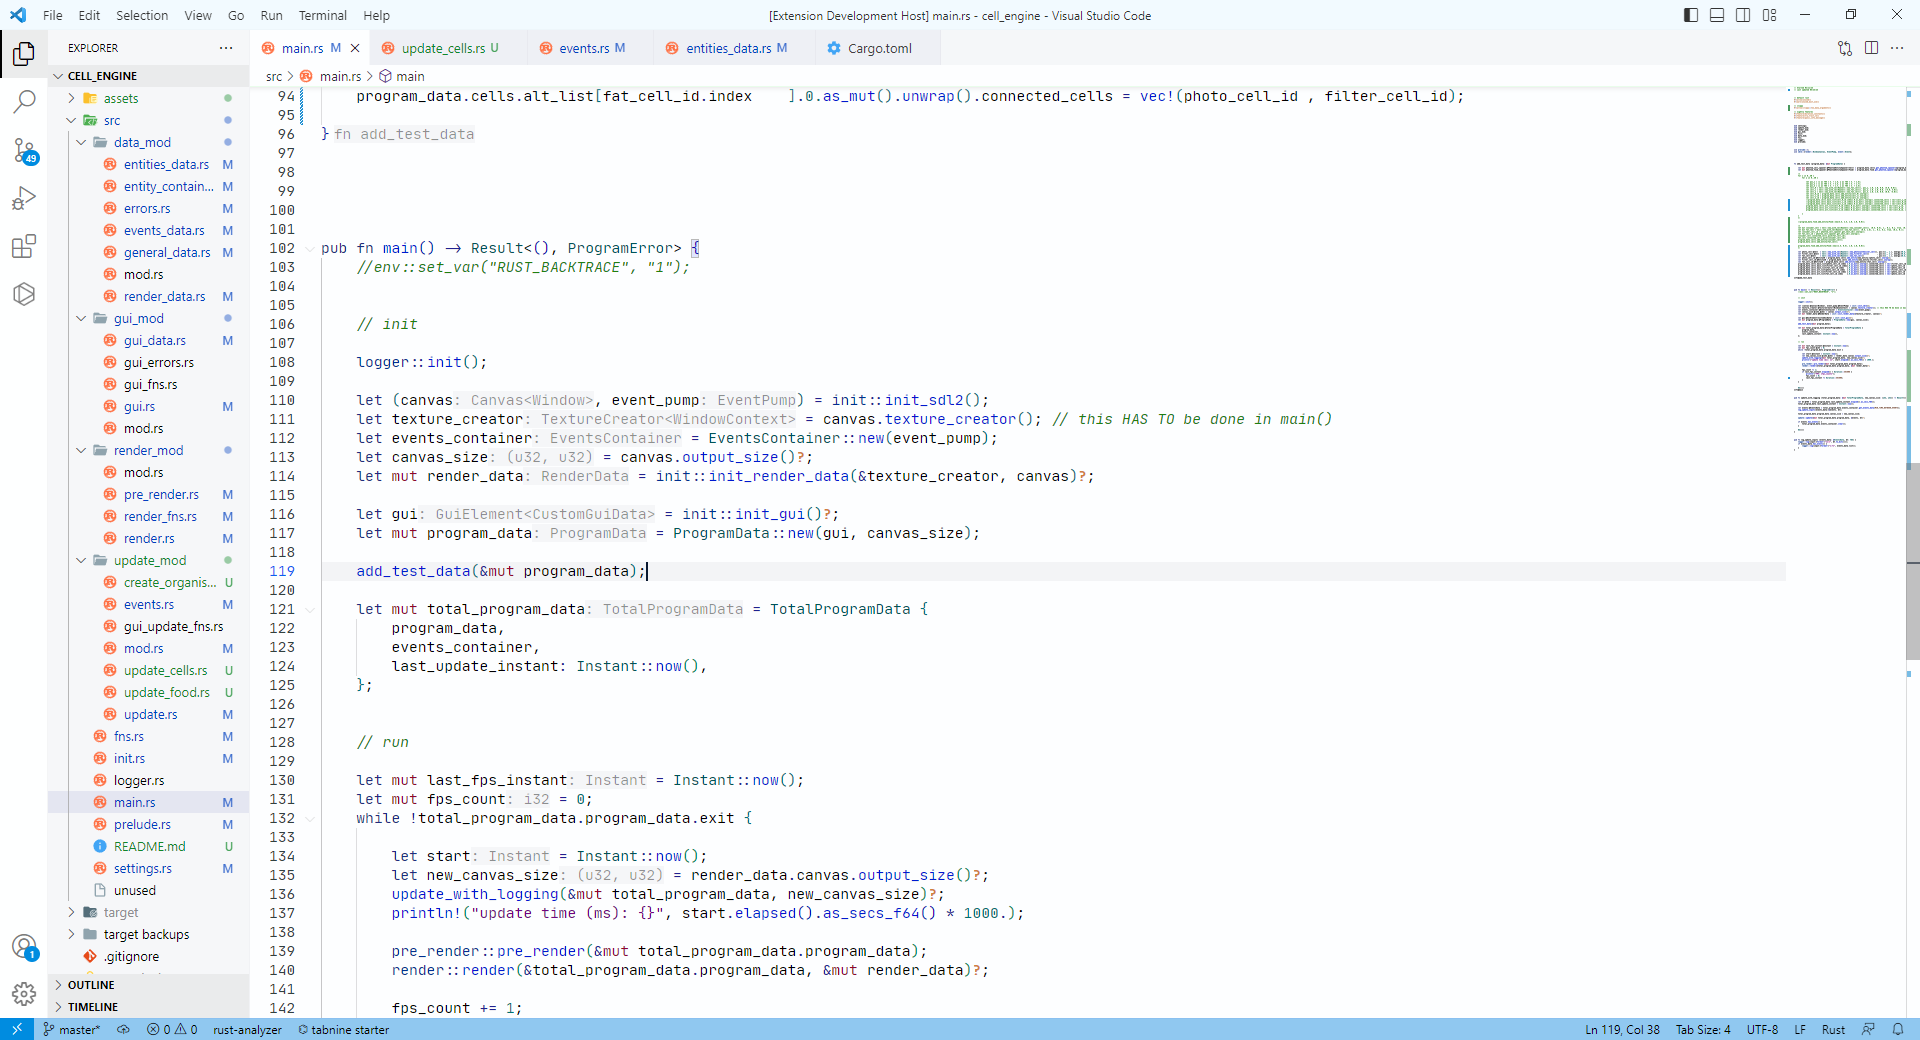 File Edit Selection View Go Run Terminal Help [Extension Development Host] main.rs - cell_engine - Visual Studio Code
EXPLORER
main.rs M update_cells.rs U events.rs M entities_data.rs M Cargo.toml
src > main.rs > main
CELL_ENGINE
assets
src
data_mod
entities_data.rs M
entity_contain... M
errors.rs M
events_data.rs M
general_data.rs M
mod.rs
render_data.rs M
gui_mod
gui_data.rs M
gui_errors.rs
gui_fns.rs
gui.rs M
mod.rs
render_mod
mod.rs
pre_render.rs M
render_fns.rs M
render.rs M
update_mod
create_organis... U
events.rs M
gui_update_fns.rs
mod.rs M
update_cells.rs U
update_food.rs U
update.rs M
fns.rs M
init.rs M
logger.rs
main.rs M
prelude.rs M
README.md U
settings.rs M
unused
target
target backups
.gitignore
OUTLINE
TIMELINE
49
1
94 program_data.cells.alt_list[fat_cell_id.index    ].0.as_mut().unwrap().connected_cells = vec!(photo_cell_id , filter_cell_id);
95
96 } fn add_test_data
97
98
99
100
101
102 pub fn main() -> Result<(), ProgramError> {
103 //env::set_var("RUST_BACKTRACE", "1");
104
105
106 // init
107
108 logger::init();
109
110 let (canvas: Canvas<Window>, event_pump: EventPump) = init::init_sdl2();
111 let texture_creator: TextureCreator<WindowContext> = canvas.texture_creator(); // this HAS TO be done in main()
112 let events_container: EventsContainer = EventsContainer::new(event_pump);
113 let canvas_size: (u32, u32) = canvas.output_size()?;
114 let mut render_data: RenderData = init::init_render_data(&texture_creator, canvas)?;
115
116 let gui: GuiElement<CustomGuiData> = init::init_gui()?;
117 let mut program_data: ProgramData = ProgramData::new(gui, canvas_size);
118
119 add_test_data(&mut program_data);
120
121 let mut total_program_data: TotalProgramData = TotalProgramData {
122 program_data,
123 events_container,
124 last_update_instant: Instant::now(),
125 };
126
127
128 // run
129
130 let mut last_fps_instant: Instant = Instant::now();
131 let mut fps_count: i32 = 0;
132 while !total_program_data.program_data.exit {
133
134 let start: Instant = Instant::now();
135 let new_canvas_size: (u32, u32) = render_data.canvas.output_size()?;
136 update_with_logging(&mut total_program_data, new_canvas_size)?;
137 println!("update time (ms): {}", start.elapsed().as_secs_f64() * 1000.);
138
139 pre_render::pre_render(&mut total_program_data.program_data);
140 render::render(&total_program_data.program_data, &mut render_data)?;
141
142 fps_count += 1;
master* 0 0 rust-analyzer tabnine starter Ln 119, Col 38 Tab Size: 4 UTF-8 LF Rust